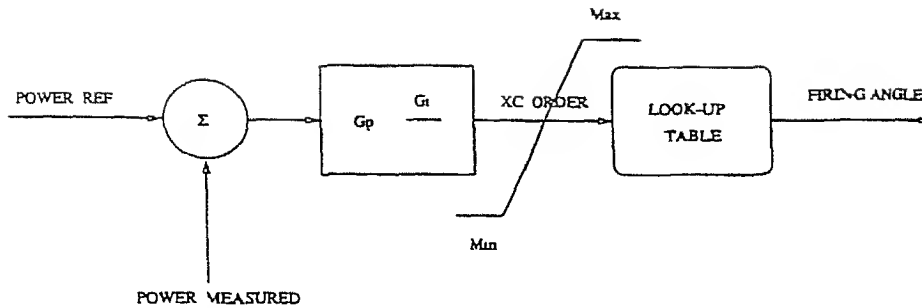 Max
POWER REF
Σ
Gp
Gi
XC ORDER
LOOK-UP
TABLE
FIRING ANGLE
Min
POWER MEASURED